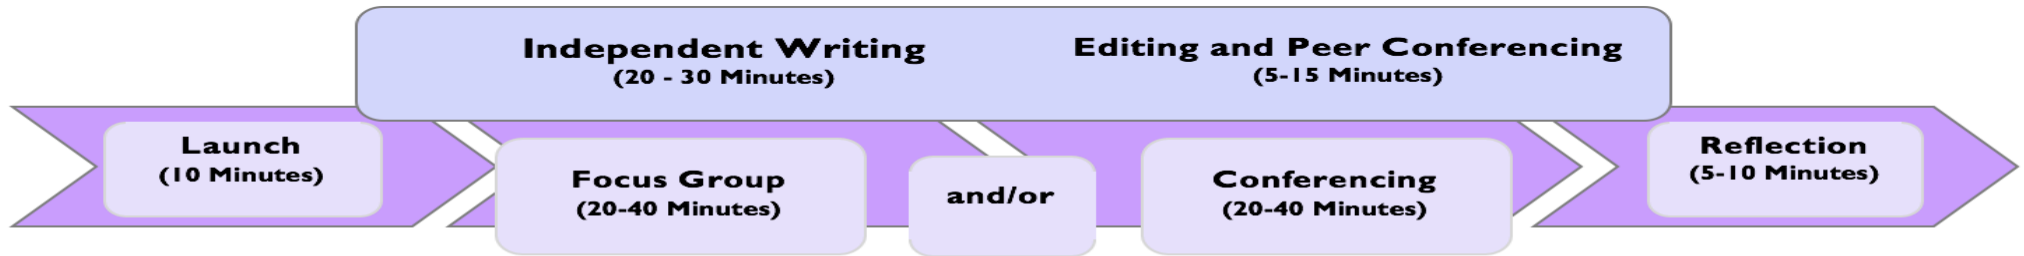 Independent Writing
(20 - 30 Minutes)
Editing and Peer Conferencing
(5-15 Minutes)
Launch
(10 Minutes)
Focus Group
(20-40 Minutes)
and/or
Conferencing
(20-40 Minutes)
Reflection
(5-10 Minutes)